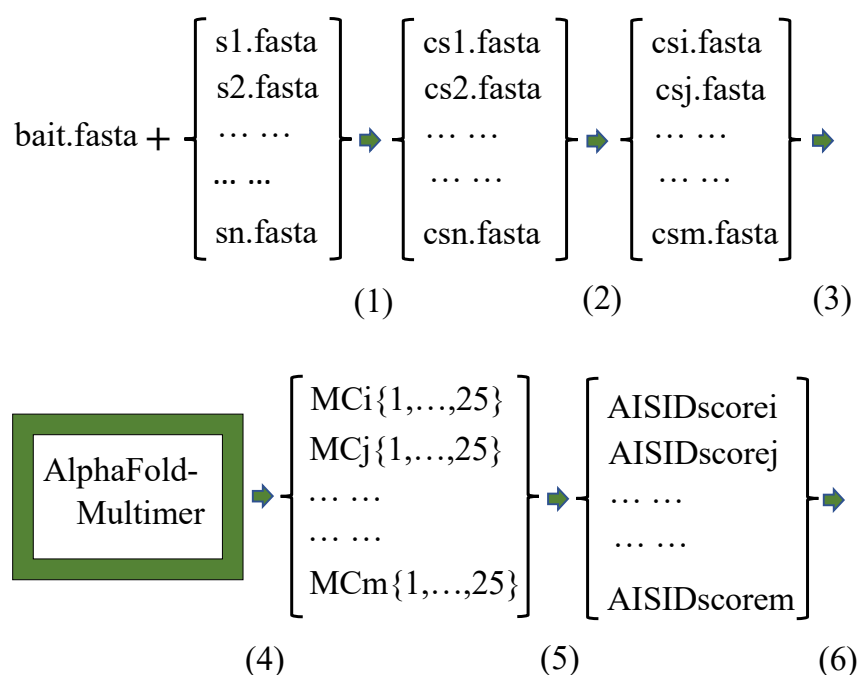 bait.fasta +
s1.fasta
s2.fasta
… …
... ...
sn.fasta
cs1.fasta
cs2.fasta
… …
… …
csn.fasta
csi.fasta
csj.fasta
… …
… …
csm.fasta
(1)
(2)
(3)
AlphaFold-
Multimer
MCi{1,…,25}
MCj{1,…,25}
… …
… …
MCm{1,…,25}
AISIDscorei
AISIDscorej
… …
… …
AISIDscorem
(4)
(5)
(6)